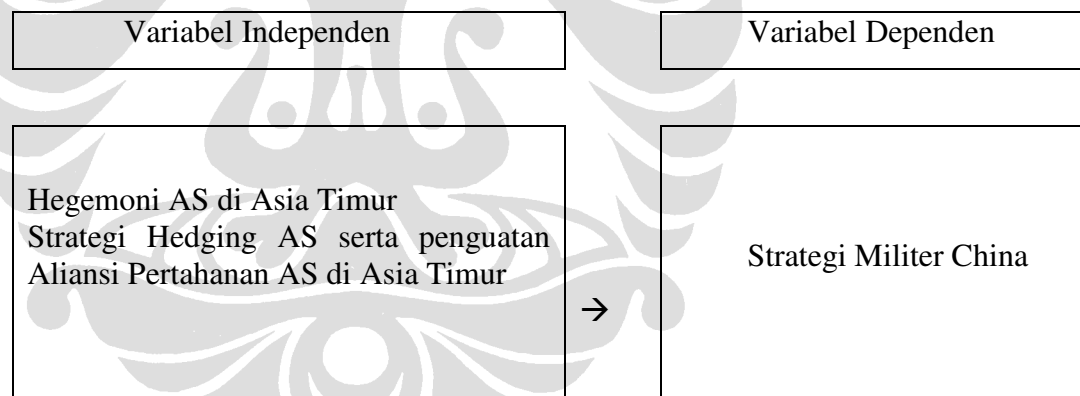 Variabel Independen
Variabel Dependen
Hegemoni AS di Asia Timur
Strategi Hedging AS serta penguatan
Aliansi Pertahanan AS di Asia Timur
→
Strategi Militer China